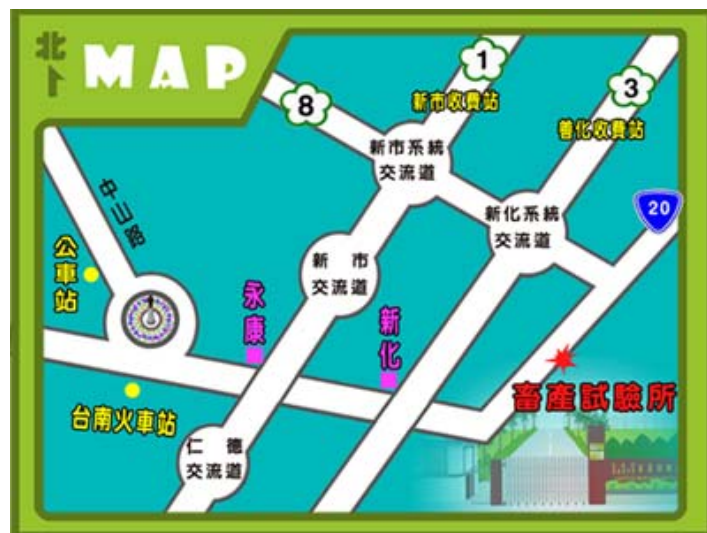 北
MAP
1
新市收費站
3
善化收費站
8
新市系統
交流道
新化系統
交流道
20
中山路
公車站
新市
交流道
永康
新化
台南火車站
仁德
交流道
畜產試驗所